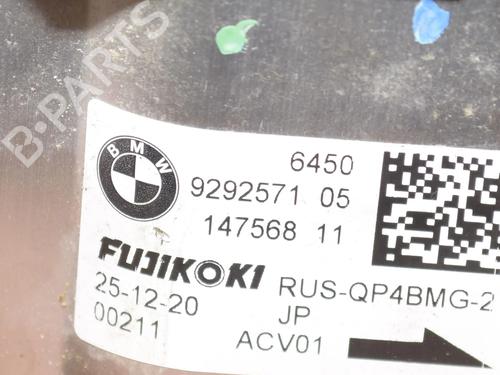 B-PARTS
BMW
6450
9292571 05
147568 11
FUJIKOKI
25-12-20
00211
RUS-QP4BMG-2
JP
ACV01